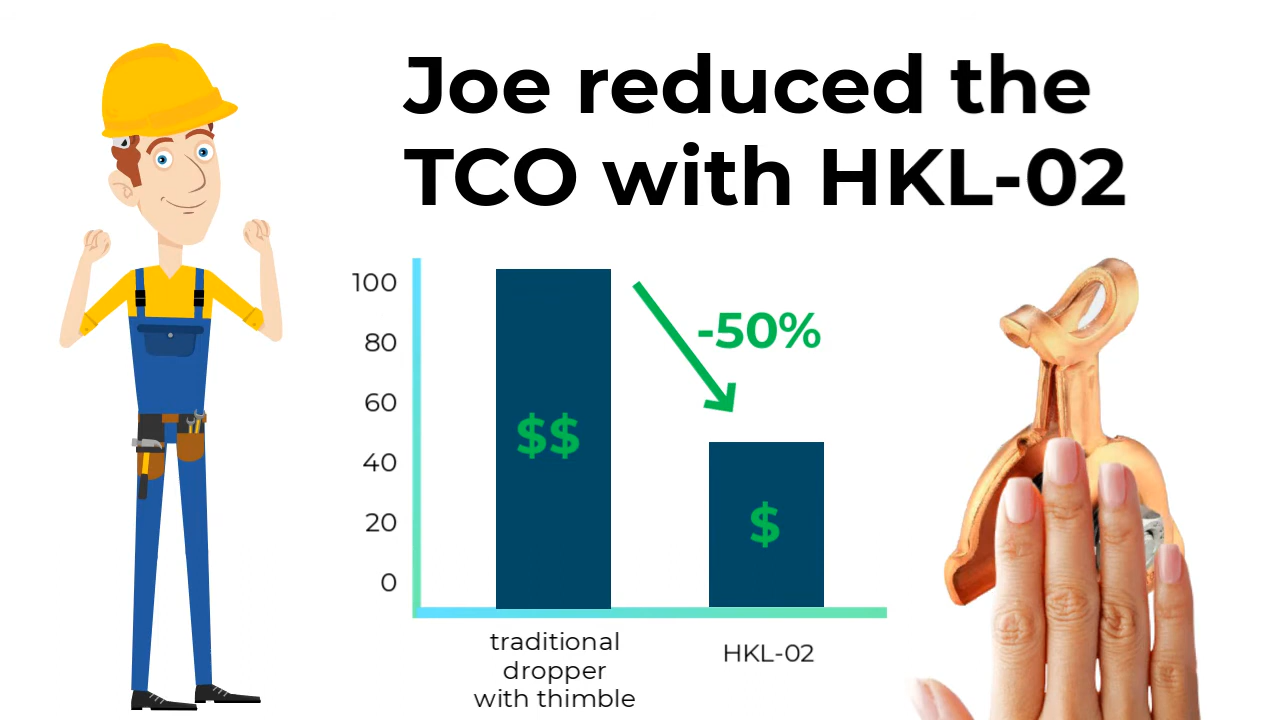 Joe reduced the
TCO with HKL-02
100
80
60
40
20
0
$$
-50%
$
traditional
dropper
with thimble
HKL-02